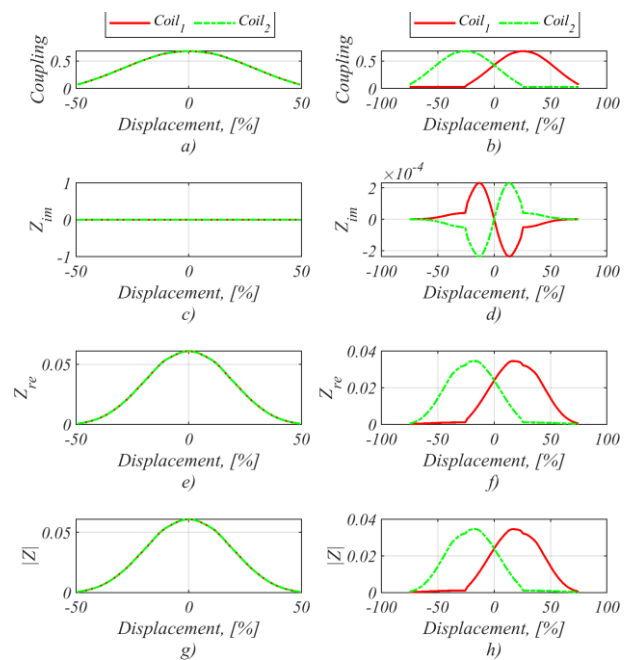 Coil1 Coil2 Coil1 Coil2
Coupling 0.5 0 -50 0 50
Displacement, [%]
a)
Coupling 0.5 0 -100 -50 0 50 100
Displacement, [%]
b)
Zim 1 0 -1 -50 0 50
Displacement, [%]
c)
×10-4
Zim 2 0 -2 -100 -50 0 50 100
Displacement, [%]
d)
Zre 0.05 0 -50 0 50
Displacement, [%]
e)
Zre 0.04 0.02 0 -100 -50 0 50 100
Displacement, [%]
f)
|Z| 0.05 0 -50 0 50
Displacement, [%]
g)
|Z| 0.04 0.02 0 -100 -50 0 50 100
Displacement, [%]
h)